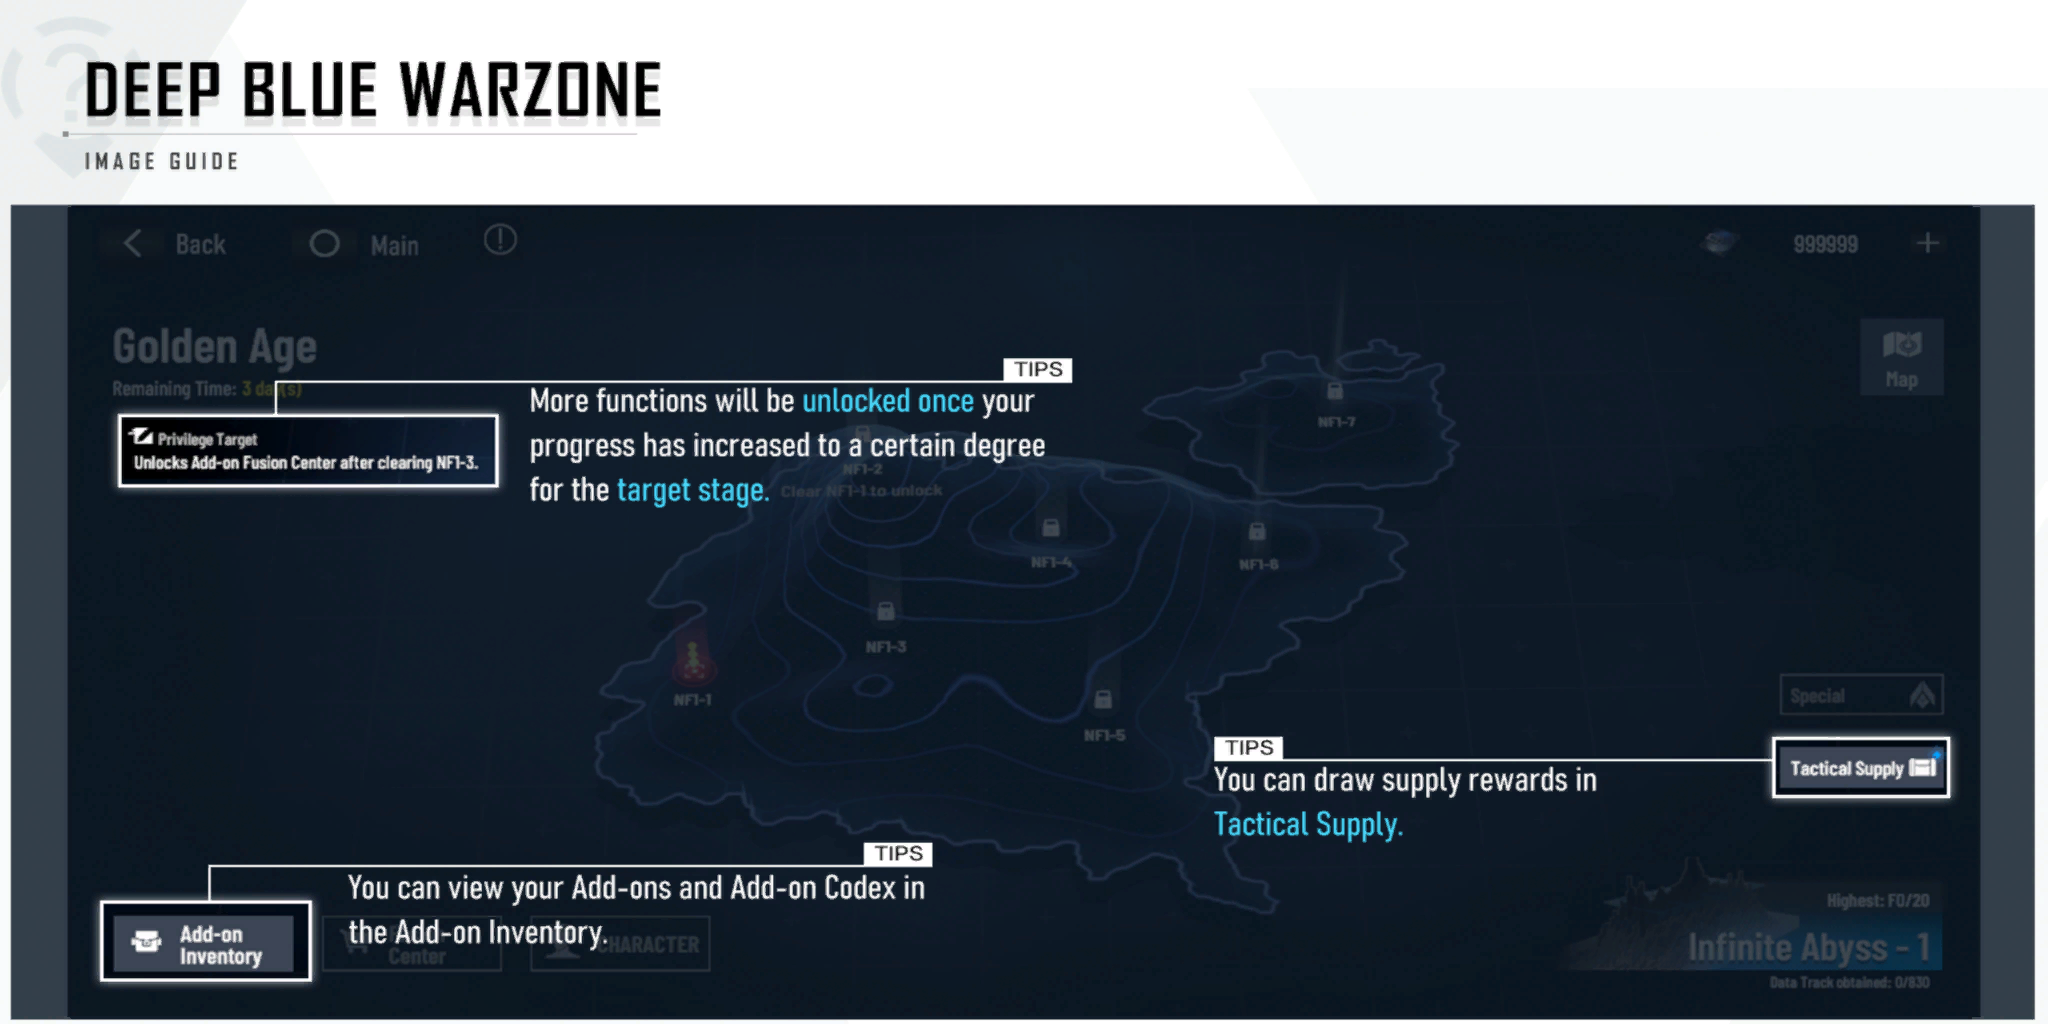 DEEP BLUE WARZONE
IMAGE GUIDE
Back
Main
999999
Golden Age
Remaining Time: 3 day(s)
Map
TIPS
Privilege Target
Unlocks Add-on Fusion Center after clearing NF1-3.
More functions will be unlocked once your
progress has increased to a certain degree
for the target stage.
NF1-7
NF1-2
Clear NF1-1 to unlock
NF1-4
NF1-6
NF1-3
NF1-1
NF1-5
Special
TIPS
Tactical Supply
You can draw supply rewards in
Tactical Supply.
TIPS
You can view your Add-ons and Add-on Codex in
the Add-on Inventory.
Add-on
Inventory
Center
CHARACTER
Highest: F0/20
Infinite Abyss - 1
Data Track obtained: 0/830